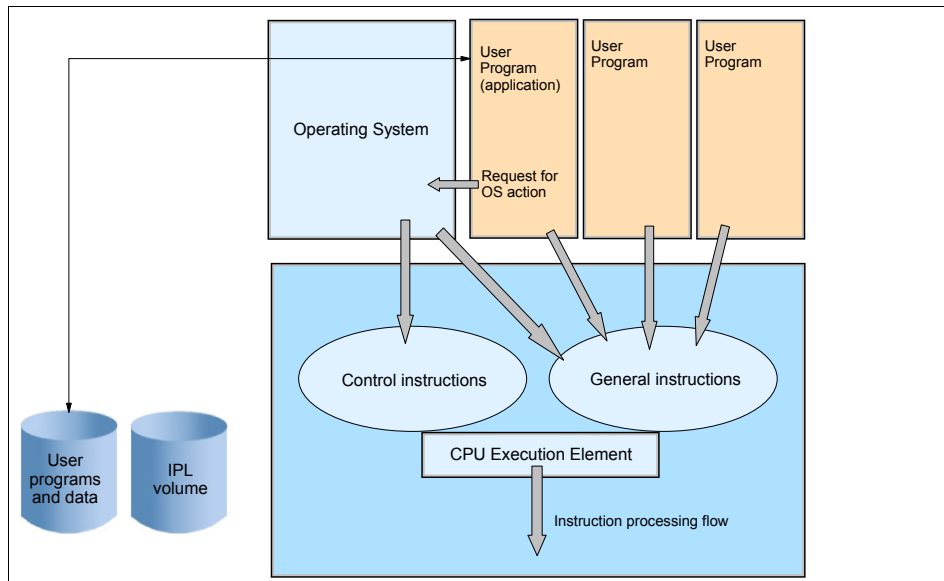 Operating System
User
Program
(application)
User
Program
User
Program
Request for
OS action
Control instructions
General instructions
CPU Execution Element
Instruction processing flow
User
programs
and data
IPL
volume